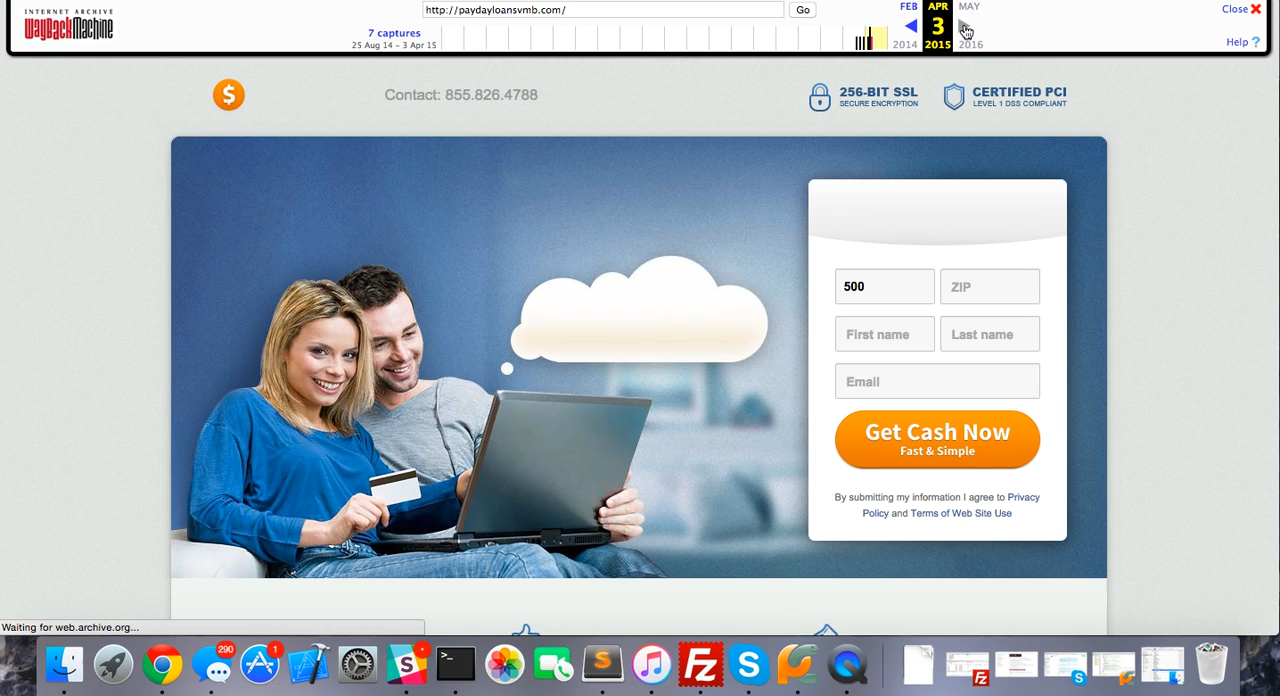 INTERNET ARCHIVE
WayBackMachine
http://paydayloansvmb.com/
Go
FEB
APR
MAY
Close
7 captures
25 Aug 14 – 3 Apr 15
3
2014
2015
2016
Help ?
$
Contact: 855.826.4788
256-BIT SSL
SECURE ENCRYPTION
CERTIFIED PCI
LEVEL 1 DSS COMPLIANT
500
ZIP
First name
Last name
Email
Get Cash Now
Fast & Simple
By submitting my information I agree to Privacy
Policy and Terms of Web Site Use
Waiting for web.archive.org...
290
1
S
>_
S
Fz
S
Q
Fz
S